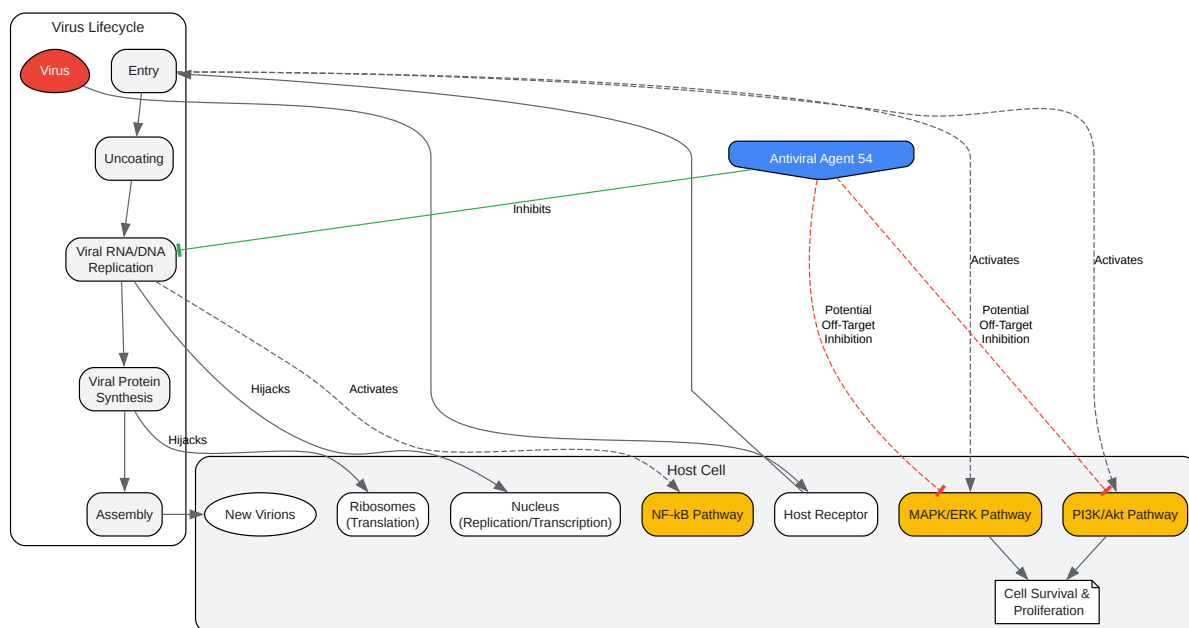 Virus Lifecycle
Virus
Entry
Uncoating
Antiviral Agent 54
Inhibits
Viral RNA/DNA
Replication
Activates
Activates
Potential
Off-Target
Inhibition
Potential
Off-Target
Inhibition
Viral Protein
Synthesis
Hijacks
Activates
Hijacks
Host Cell
Assembly
New Virions
Ribosomes
(Translation)
Nucleus
(Replication/Transcription)
NF-kB Pathway
Host Receptor
MAPK/ERK Pathway
PI3K/Akt Pathway
Cell Survival &
Proliferation